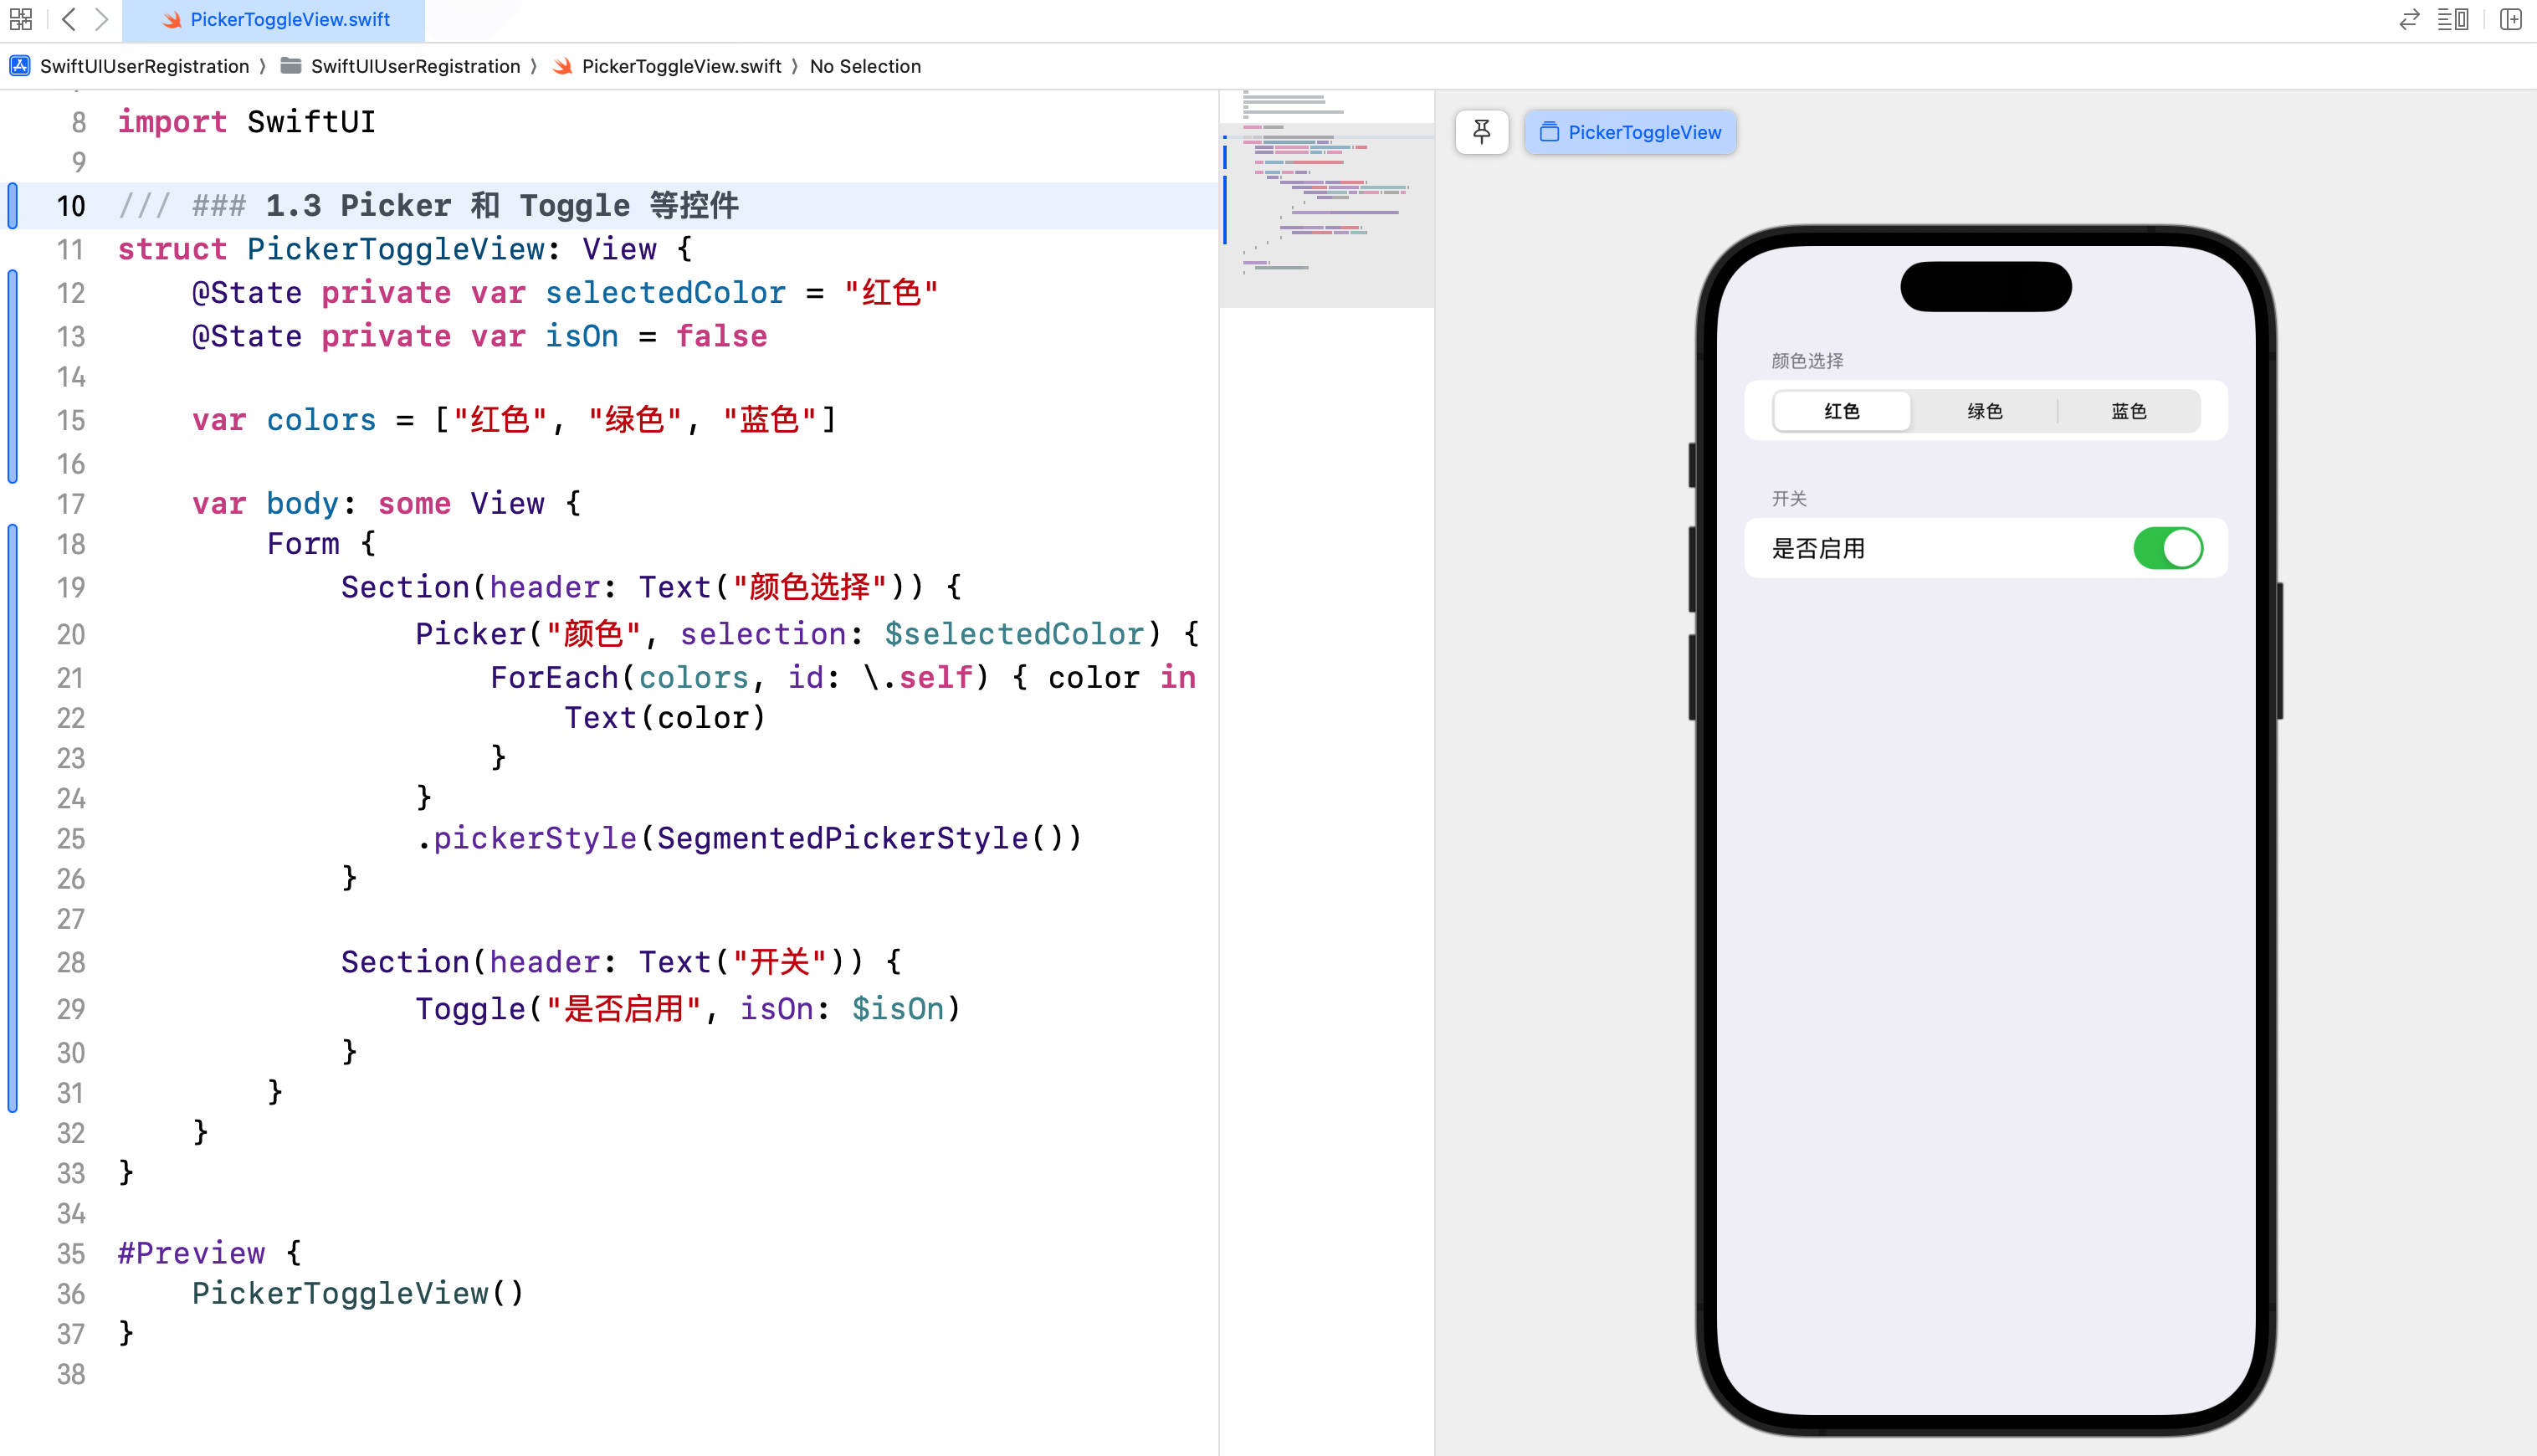 PickerToggleView.swift
SwiftUIUserRegistration 〉 SwiftUIUserRegistration 〉 PickerToggleView.swift 〉 No Selection
8 import SwiftUI
9
10 /// ### 1.3 Picker 和 Toggle 等控件
11 struct PickerToggleView: View {
12 @State private var selectedColor = "红色"
13 @State private var isOn = false
14
15 var colors = ["红色", "绿色", "蓝色"]
16
17 var body: some View {
18 Form {
19 Section(header: Text("颜色选择")) {
20 Picker("颜色", selection: $selectedColor) {
21 ForEach(colors, id: \.self) { color in
22 Text(color)
23 }
24 }
25 .pickerStyle(SegmentedPickerStyle())
26 }
27
28 Section(header: Text("开关")) {
29 Toggle("是否启用", isOn: $isOn)
30 }
31 }
32 }
33 }
34
35 #Preview {
36 PickerToggleView()
37 }
38
PickerToggleView
颜色选择
红色 绿色 蓝色
开关
是否启用